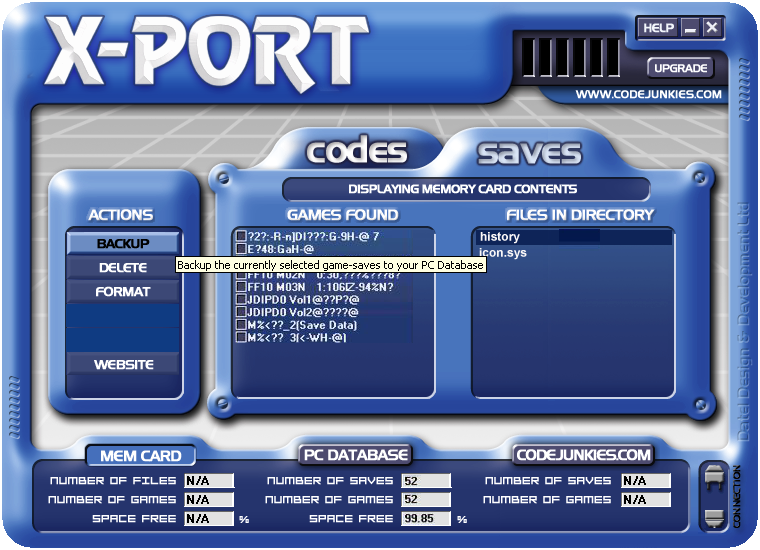 X-PORT
HELP
UPGRADE
WWW.CODEJUNKIES.COM
codes
saves
DISPLAYING MEMORY CARD CONTENTS
ACTIONS
BACKUP
DELETE
FORMAT
WEBSITE
GAMES FOUND
?2?:-R-n]DI???:G-9H-@ 7
E?48:GaH-@
Backup the currently selected game-saves to your PC Database
FF10 M02N 0:30,???&???8?
FF10 M03N 1:106IZ-94%N?
JDIPD0 Vol1@??P?@
JDIPD0 Vol2@????@
M%<??_2(Save Data)
M%<??_3(<-WH-@)
FILES IN DIRECTORY
history
icon.sys
Datel Design & Development Ltd
MEM CARD
NUMBER OF FILES N/A
NUMBER OF GAMES N/A
SPACE FREE N/A %
PC DATABASE
NUMBER OF SAVES 52
NUMBER OF GAMES 52
SPACE FREE 99.85 %
CODEJUNKIES.COM
NUMBER OF SAVES N/A
NUMBER OF GAMES N/A
CONNECTION